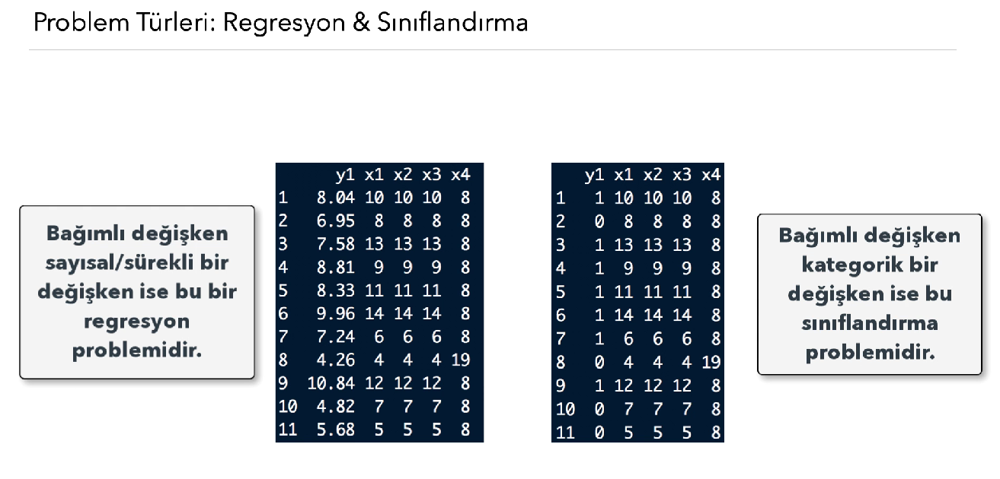 Problem Türleri: Regresyon & Sınıflandırma
Bağımlı değişken
sayısal/sürekli bir
değişken ise bu bir
regresyon
problemidir.
y1 x1 x2 x3 x4
1 8.04 10 10 10 8
2 6.95 8 8 8 8
3 7.58 13 13 13 8
4 8.81 9 9 9 8
5 8.33 11 11 11 8
6 9.96 14 14 14 8
7 7.24 6 6 6 8
8 4.26 4 4 4 19
9 10.84 12 12 12 8
10 4.82 7 7 7 8
11 5.68 5 5 5 8
y1 x1 x2 x3 x4
1 1 10 10 10 8
2 0 8 8 8 8
3 1 13 13 13 8
4 1 9 9 9 8
5 1 11 11 11 8
6 1 14 14 14 8
7 1 6 6 6 8
8 0 4 4 4 19
9 1 12 12 12 8
10 0 7 7 7 8
11 0 5 5 5 8
Bağımlı değişken
kategorik bir
değişken ise bu
sınıflandırma
problemidir.